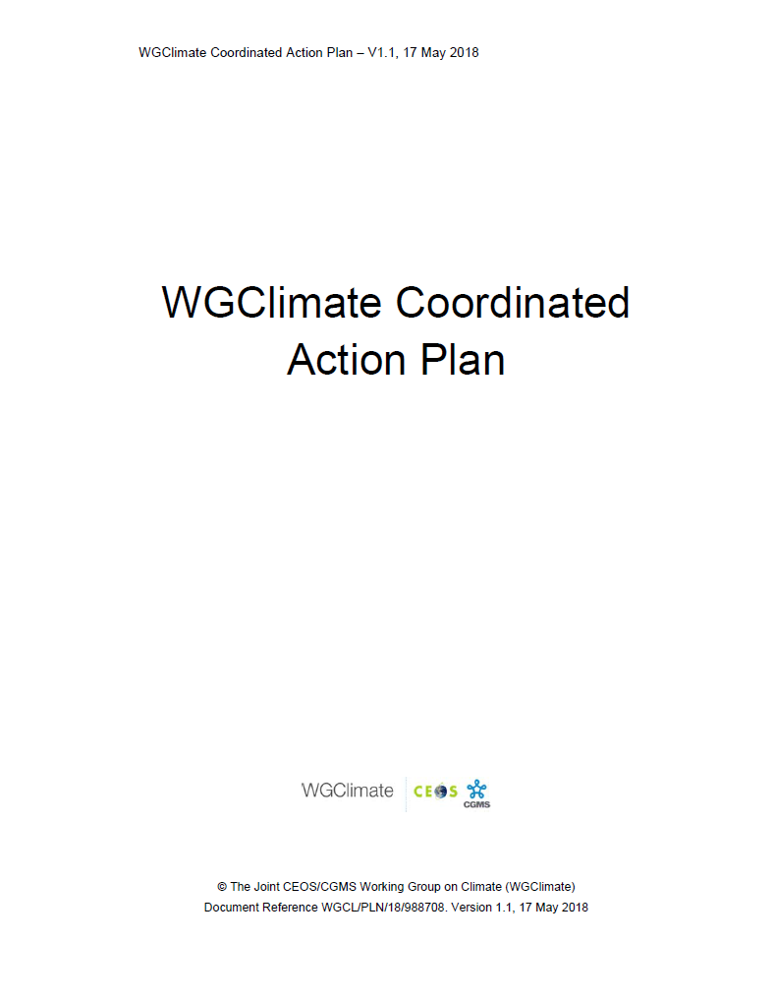 WGClimate Coordinated Action Plan – V1.1, 17 May 2018
WGClimate Coordinated
Action Plan
WGClimate CEOS CGMS
© The Joint CEOS/CGMS Working Group on Climate (WGClimate)
Document Reference WGCL/PLN/18/988708. Version 1.1, 17 May 2018